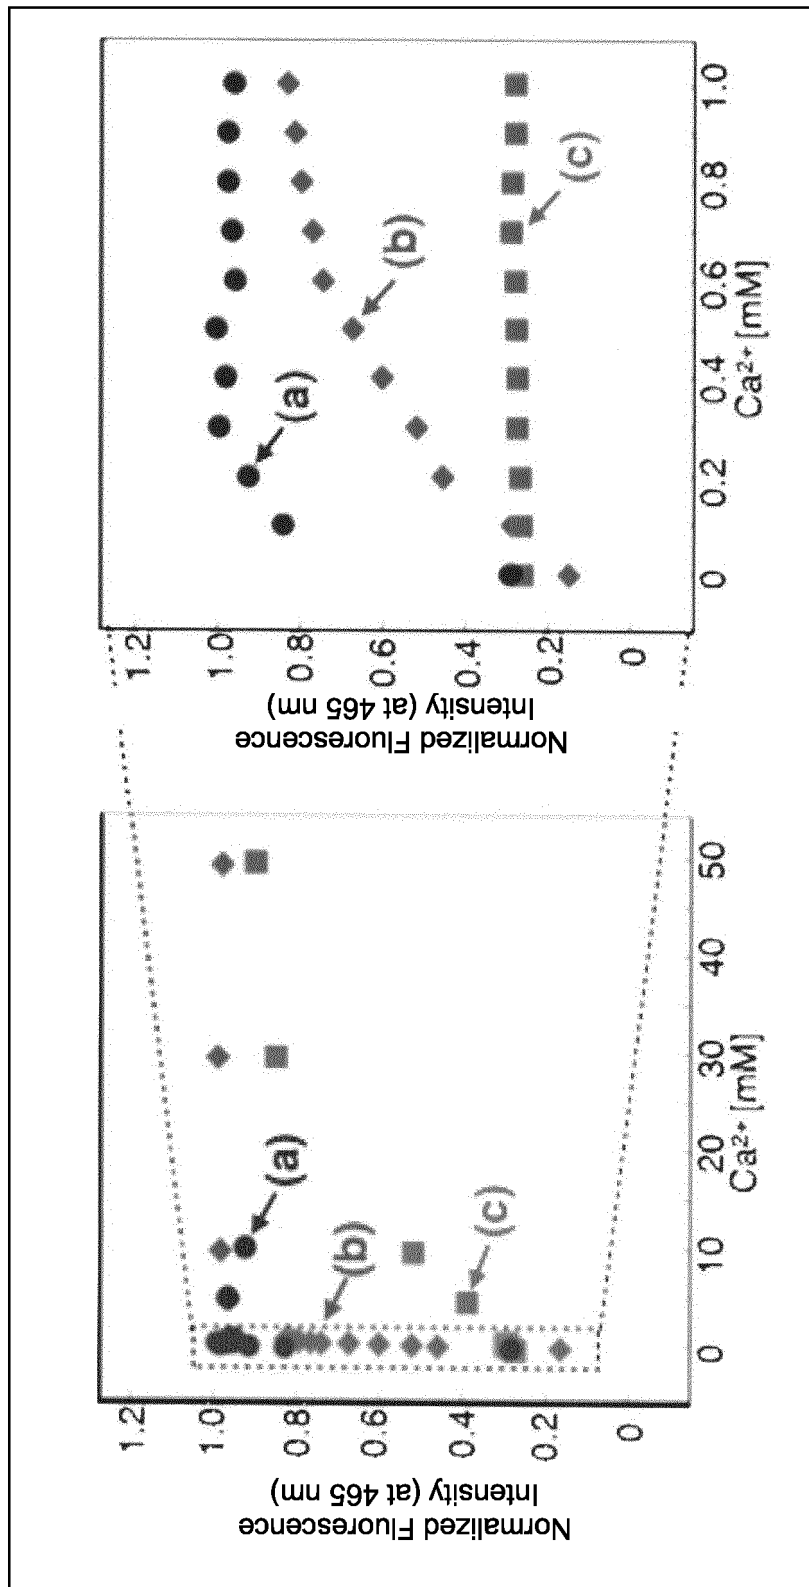 Normalized Fluorescence
Intensity (at 465 nm)
1.2
1.0
0.8
0.6
0.4
0.2
0
0
10
20
30
40
50
Ca²⁺ [mM]
(a)
(b)
(c)
Normalized Fluorescence
Intensity (at 465 nm)
1.2
1.0
0.8
0.6
0.4
0.2
0
0
0.2
0.4
0.6
0.8
1.0
Ca²⁺ [mM]
(a)
(b)
(c)